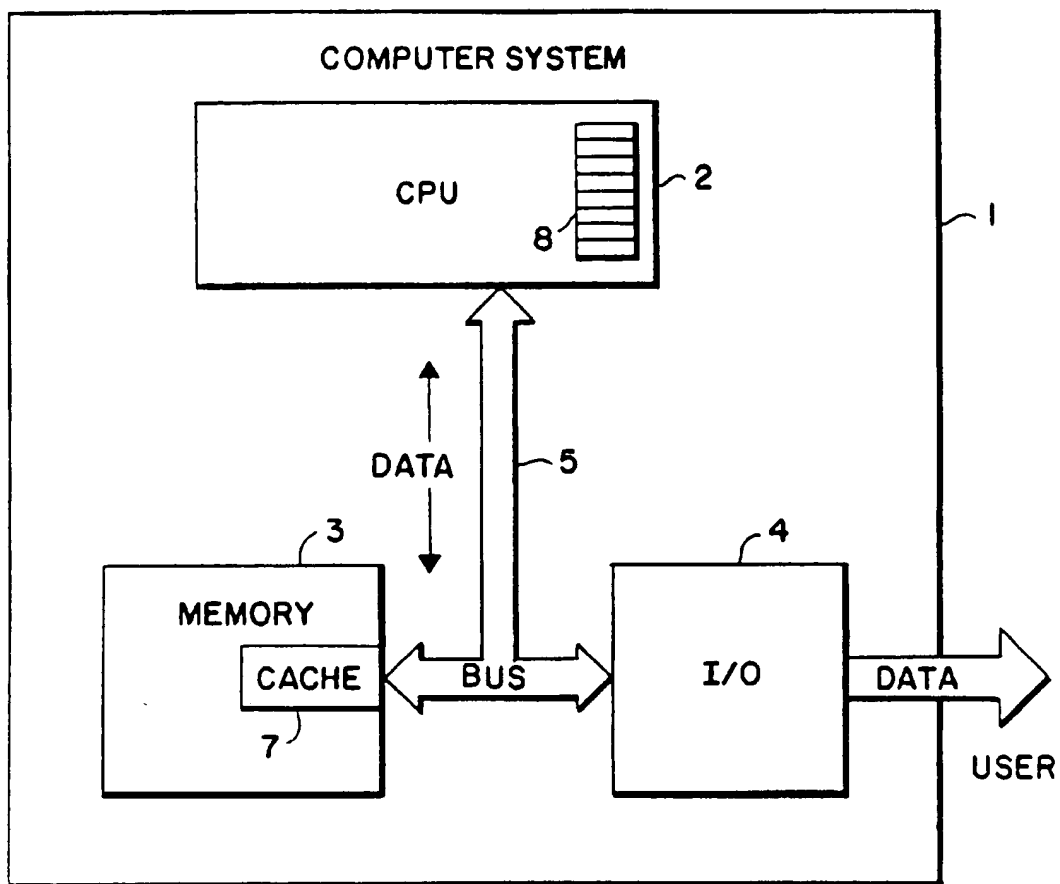 COMPUTER SYSTEM
CPU
2
8
1
DATA
5
3
4
MEMORY
CACHE
BUS
I/O
DATA
7
USER